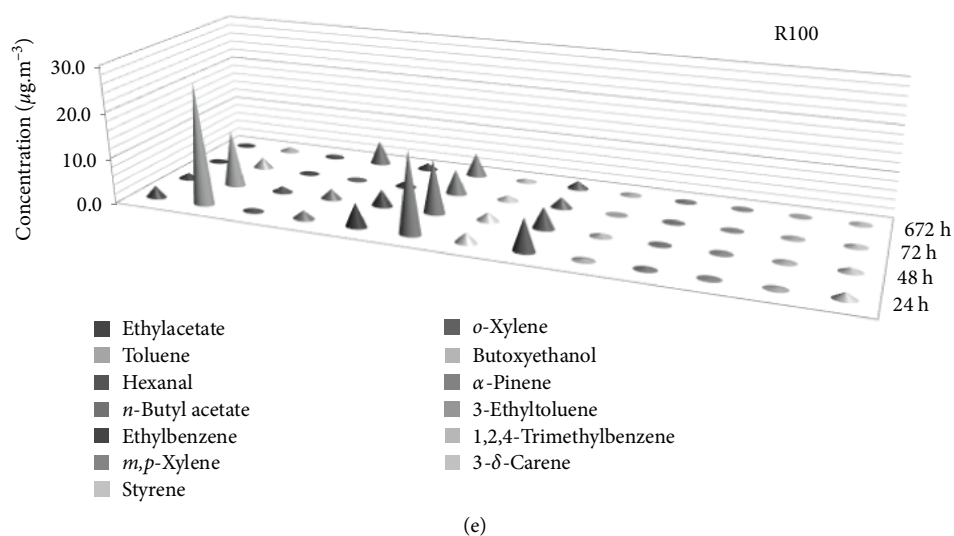 R100
Concentration (μg.m⁻³)
30.0
20.0
10.0
0.0
672 h
72 h
48 h
24 h
Ethylacetate
Toluene
Hexanal
n-Butyl acetate
Ethylbenzene
m,p-Xylene
Styrene
o-Xylene
Butoxyethanol
α-Pinene
3-Ethyltoluene
1,2,4-Trimethylbenzene
3-δ-Carene
(e)